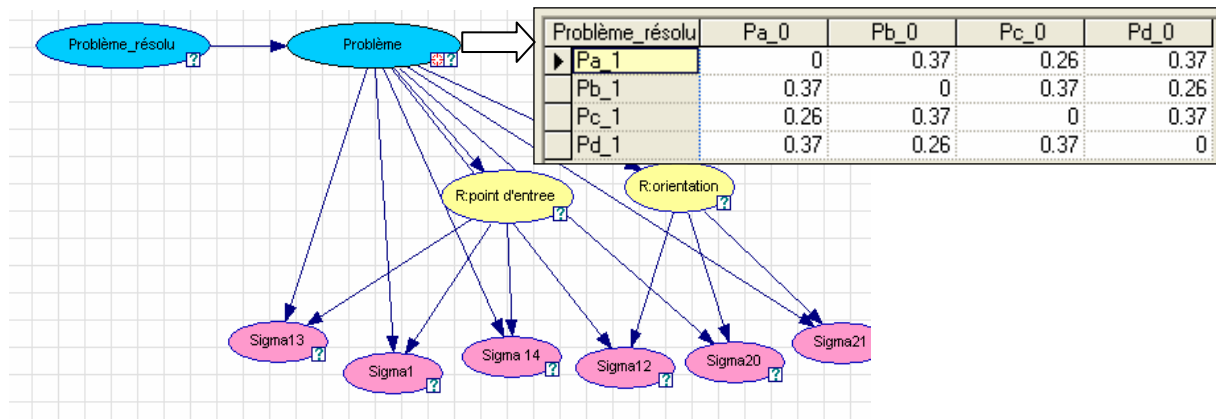 Problème_résolu
?
Problème
?
Problème_résolu Pa_0 Pb_0 Pc_0 Pd_0
Pa_1 0 0.37 0.26 0.37
Pb_1 0.37 0 0.37 0.26
Pc_1 0.26 0.37 0 0.37
Pd_1 0.37 0.26 0.37 0
R:point d'entree
?
R:orientation
?
Sigma13
?
Sigma1
?
Sigma 14
?
Sigma12
?
Sigma20
?
Sigma21
?